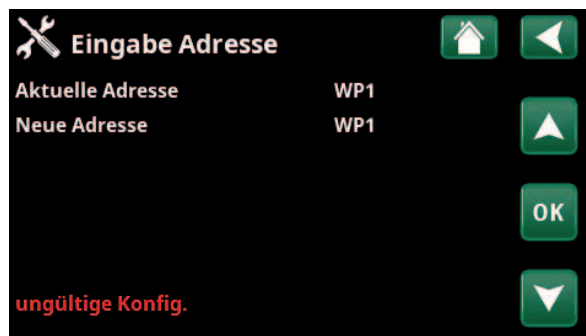 Eingabe Adresse
Aktuelle Adresse WP1
Neue Adresse WP1
OK
ungültige Konfig.